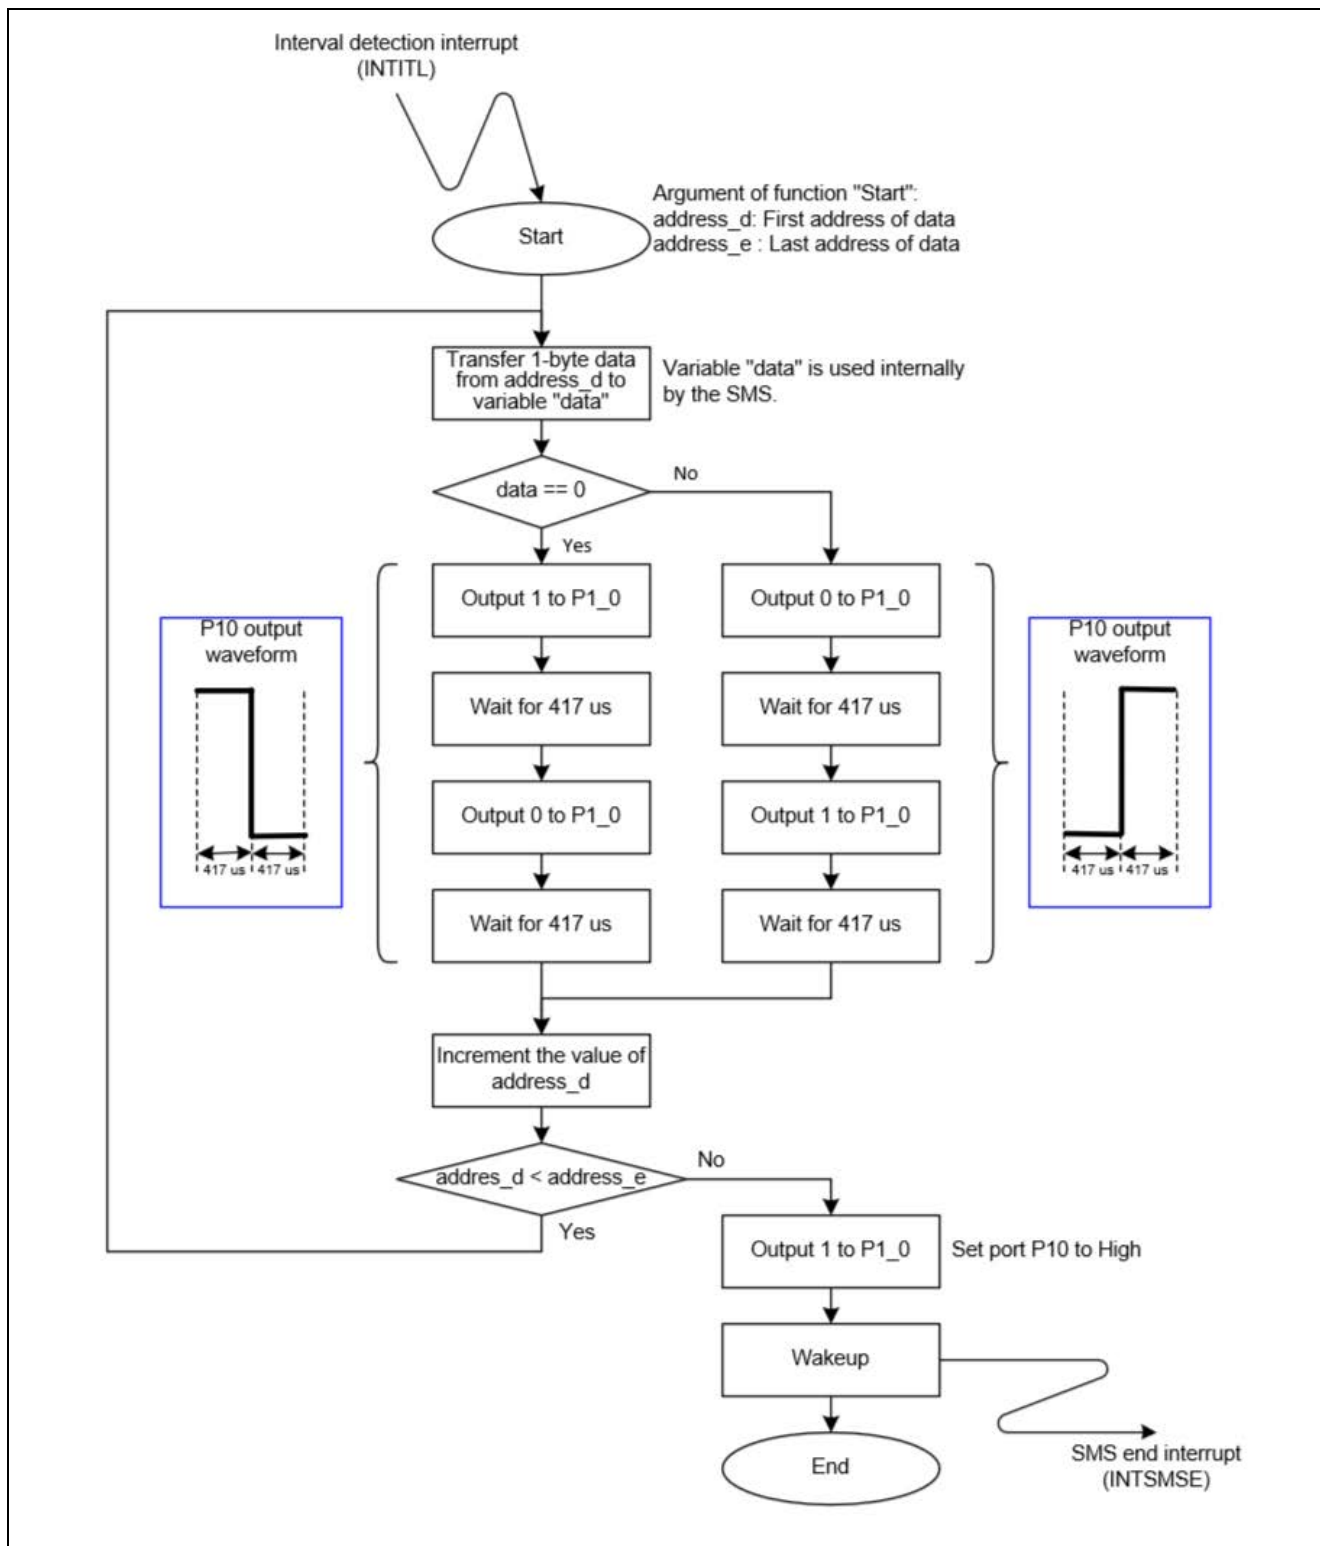 Interval detection interrupt
(INTITL)
Start
Argument of function "Start":
address_d: First address of data
address_e : Last address of data
Transfer 1-byte data
from address_d to
variable "data"
Variable "data" is used internally
by the SMS.
data == 0
No
Yes
P10 output
waveform
417 us
417 us
Output 1 to P1_0
Wait for 417 us
Output 0 to P1_0
Wait for 417 us
Output 0 to P1_0
Wait for 417 us
Output 1 to P1_0
Wait for 417 us
P10 output
waveform
417 us
417 us
Increment the value of
address_d
addres_d < address_e
No
Yes
Output 1 to P1_0
Set port P10 to High
Wakeup
End
SMS end interrupt
(INTSMSE)